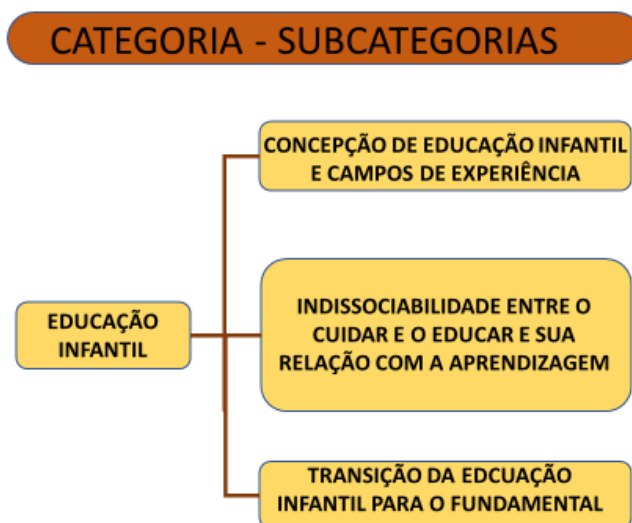 CATEGORIA - SUBCATEGORIAS
CONCEPÇÃO DE EDUCAÇÃO INFANTIL
E CAMPOS DE EXPERIÊNCIA
EDUCAÇÃO
INFANTIL
INDISSOCIABILIDADE ENTRE O
CUIDAR E O EDUCAR E SUA
RELAÇÃO COM A APRENDIZAGEM
TRANSIÇÃO DA EDCUAÇÃO
INFANTIL PARA O FUNDAMENTAL